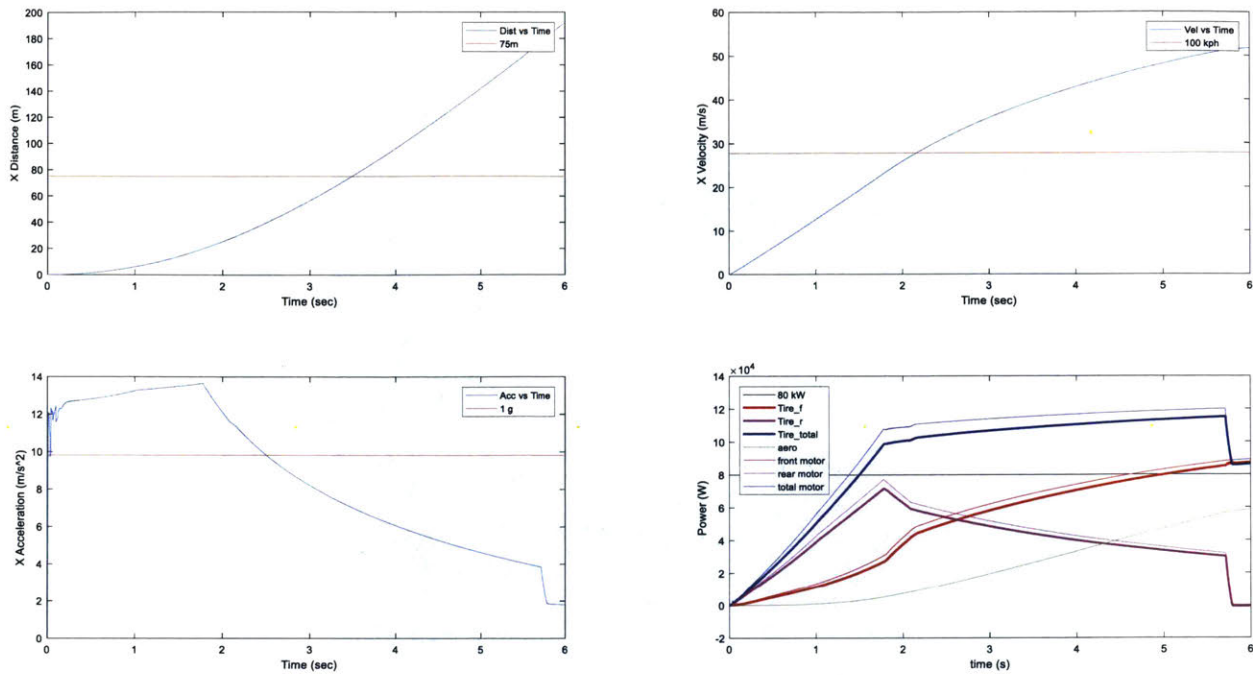 200
180
160
140
120
100
80
60
40
20
0
X Distance (m)
Dist vs Time
75m
0 1 2 3 4 5 6
Time (sec)
60
50
40
30
20
10
0
X Velocity (m/s)
Vel vs Time
100 kph
0 1 2 3 4 5 6
Time (sec)
14
12
10
8
6
4
2
0
X Acceleration (m/s^2)
Acc vs Time
1 g
0 1 2 3 4 5 6
Time (sec)
× 10^4
14
12
10
8
6
4
2
0
-2
Power (W)
80 kW
Tire_f
Tire_r
Tire_total
aero
front motor
rear motor
total motor
0 1 2 3 4 5 6
time (s)